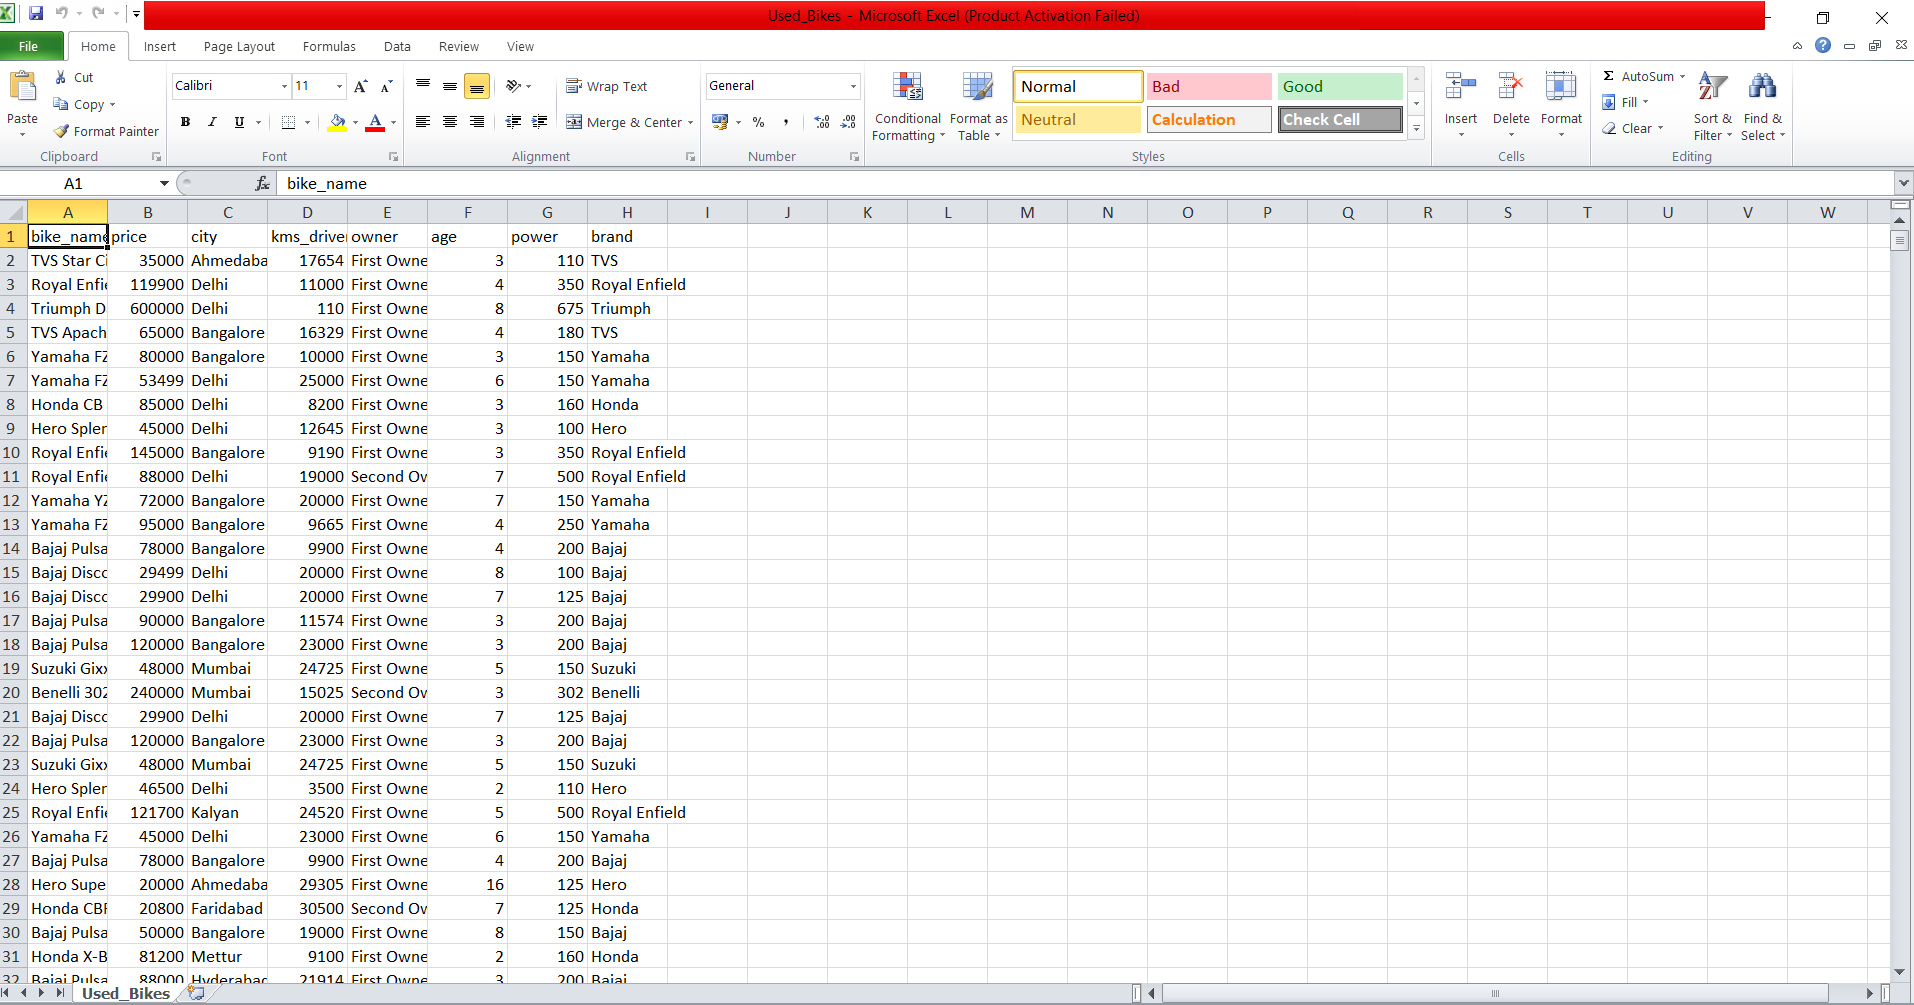 Used_Bikes - Microsoft Excel (Product Activation Failed)
File Home Insert Page Layout Formulas Data Review View
Cut
Copy
Format Painter
Paste
Clipboard
Calibri 11
B I U A
Font
Wrap Text
Merge & Center
Alignment
General
% ,
Number
Conditional Formatting
Format as Table
Normal Bad Good
Neutral Calculation Check Cell
Styles
Insert Delete Format
Cells
Σ AutoSum
Fill
Clear
Sort & Filter
Find & Select
Editing
A1 fx bike_name
A B C D E F G H I J K L M N O P Q R S T U V W
1 bike_name price city kms_driver owner age power brand
2 TVS Star Ci 35000 Ahmedaba 17654 First Owne 3 110 TVS
3 Royal Enfie 119900 Delhi 11000 First Owne 4 350 Royal Enfield
4 Triumph D 600000 Delhi 110 First Owne 8 675 Triumph
5 TVS Apach 65000 Bangalore 16329 First Owne 4 180 TVS
6 Yamaha FZ 80000 Bangalore 10000 First Owne 3 150 Yamaha
7 Yamaha FZ 53499 Delhi 25000 First Owne 6 150 Yamaha
8 Honda CB 85000 Delhi 8200 First Owne 3 160 Honda
9 Hero Splen 45000 Delhi 12645 First Owne 3 100 Hero
10 Royal Enfie 145000 Bangalore 9190 First Owne 3 350 Royal Enfield
11 Royal Enfie 88000 Delhi 19000 Second Ow 7 500 Royal Enfield
12 Yamaha YZ 72000 Bangalore 20000 First Owne 7 150 Yamaha
13 Yamaha FZ 95000 Bangalore 9665 First Owne 4 250 Yamaha
14 Bajaj Pulsa 78000 Bangalore 9900 First Owne 4 200 Bajaj
15 Bajaj Disco 29499 Delhi 20000 First Owne 8 100 Bajaj
16 Bajaj Disco 29900 Delhi 20000 First Owne 7 125 Bajaj
17 Bajaj Pulsa 90000 Bangalore 11574 First Owne 3 200 Bajaj
18 Bajaj Pulsa 120000 Bangalore 23000 First Owne 3 200 Bajaj
19 Suzuki Gixx 48000 Mumbai 24725 First Owne 5 150 Suzuki
20 Benelli 302 240000 Mumbai 15025 Second Ow 3 302 Benelli
21 Bajaj Disco 29900 Delhi 20000 First Owne 7 125 Bajaj
22 Bajaj Pulsa 120000 Bangalore 23000 First Owne 3 200 Bajaj
23 Suzuki Gixx 48000 Mumbai 24725 First Owne 5 150 Suzuki
24 Hero Splen 46500 Delhi 3500 First Owne 2 110 Hero
25 Royal Enfie 121700 Kalyan 24520 First Owne 5 500 Royal Enfield
26 Yamaha FZ 45000 Delhi 23000 First Owne 6 150 Yamaha
27 Bajaj Pulsa 78000 Bangalore 9900 First Owne 4 200 Bajaj
28 Hero Supe 20000 Ahmedaba 29305 First Owne 16 125 Hero
29 Honda CBF 20800 Faridabad 30500 Second Ow 7 125 Honda
30 Bajaj Pulsa 50000 Bangalore 19000 First Owne 8 150 Bajaj
31 Honda X-B 81200 Mettur 9100 First Owne 2 160 Honda
32 Bajaj Pulsa 88000 Hyderabad 21914 First Owne 3 200 Bajaj
Used_Bikes